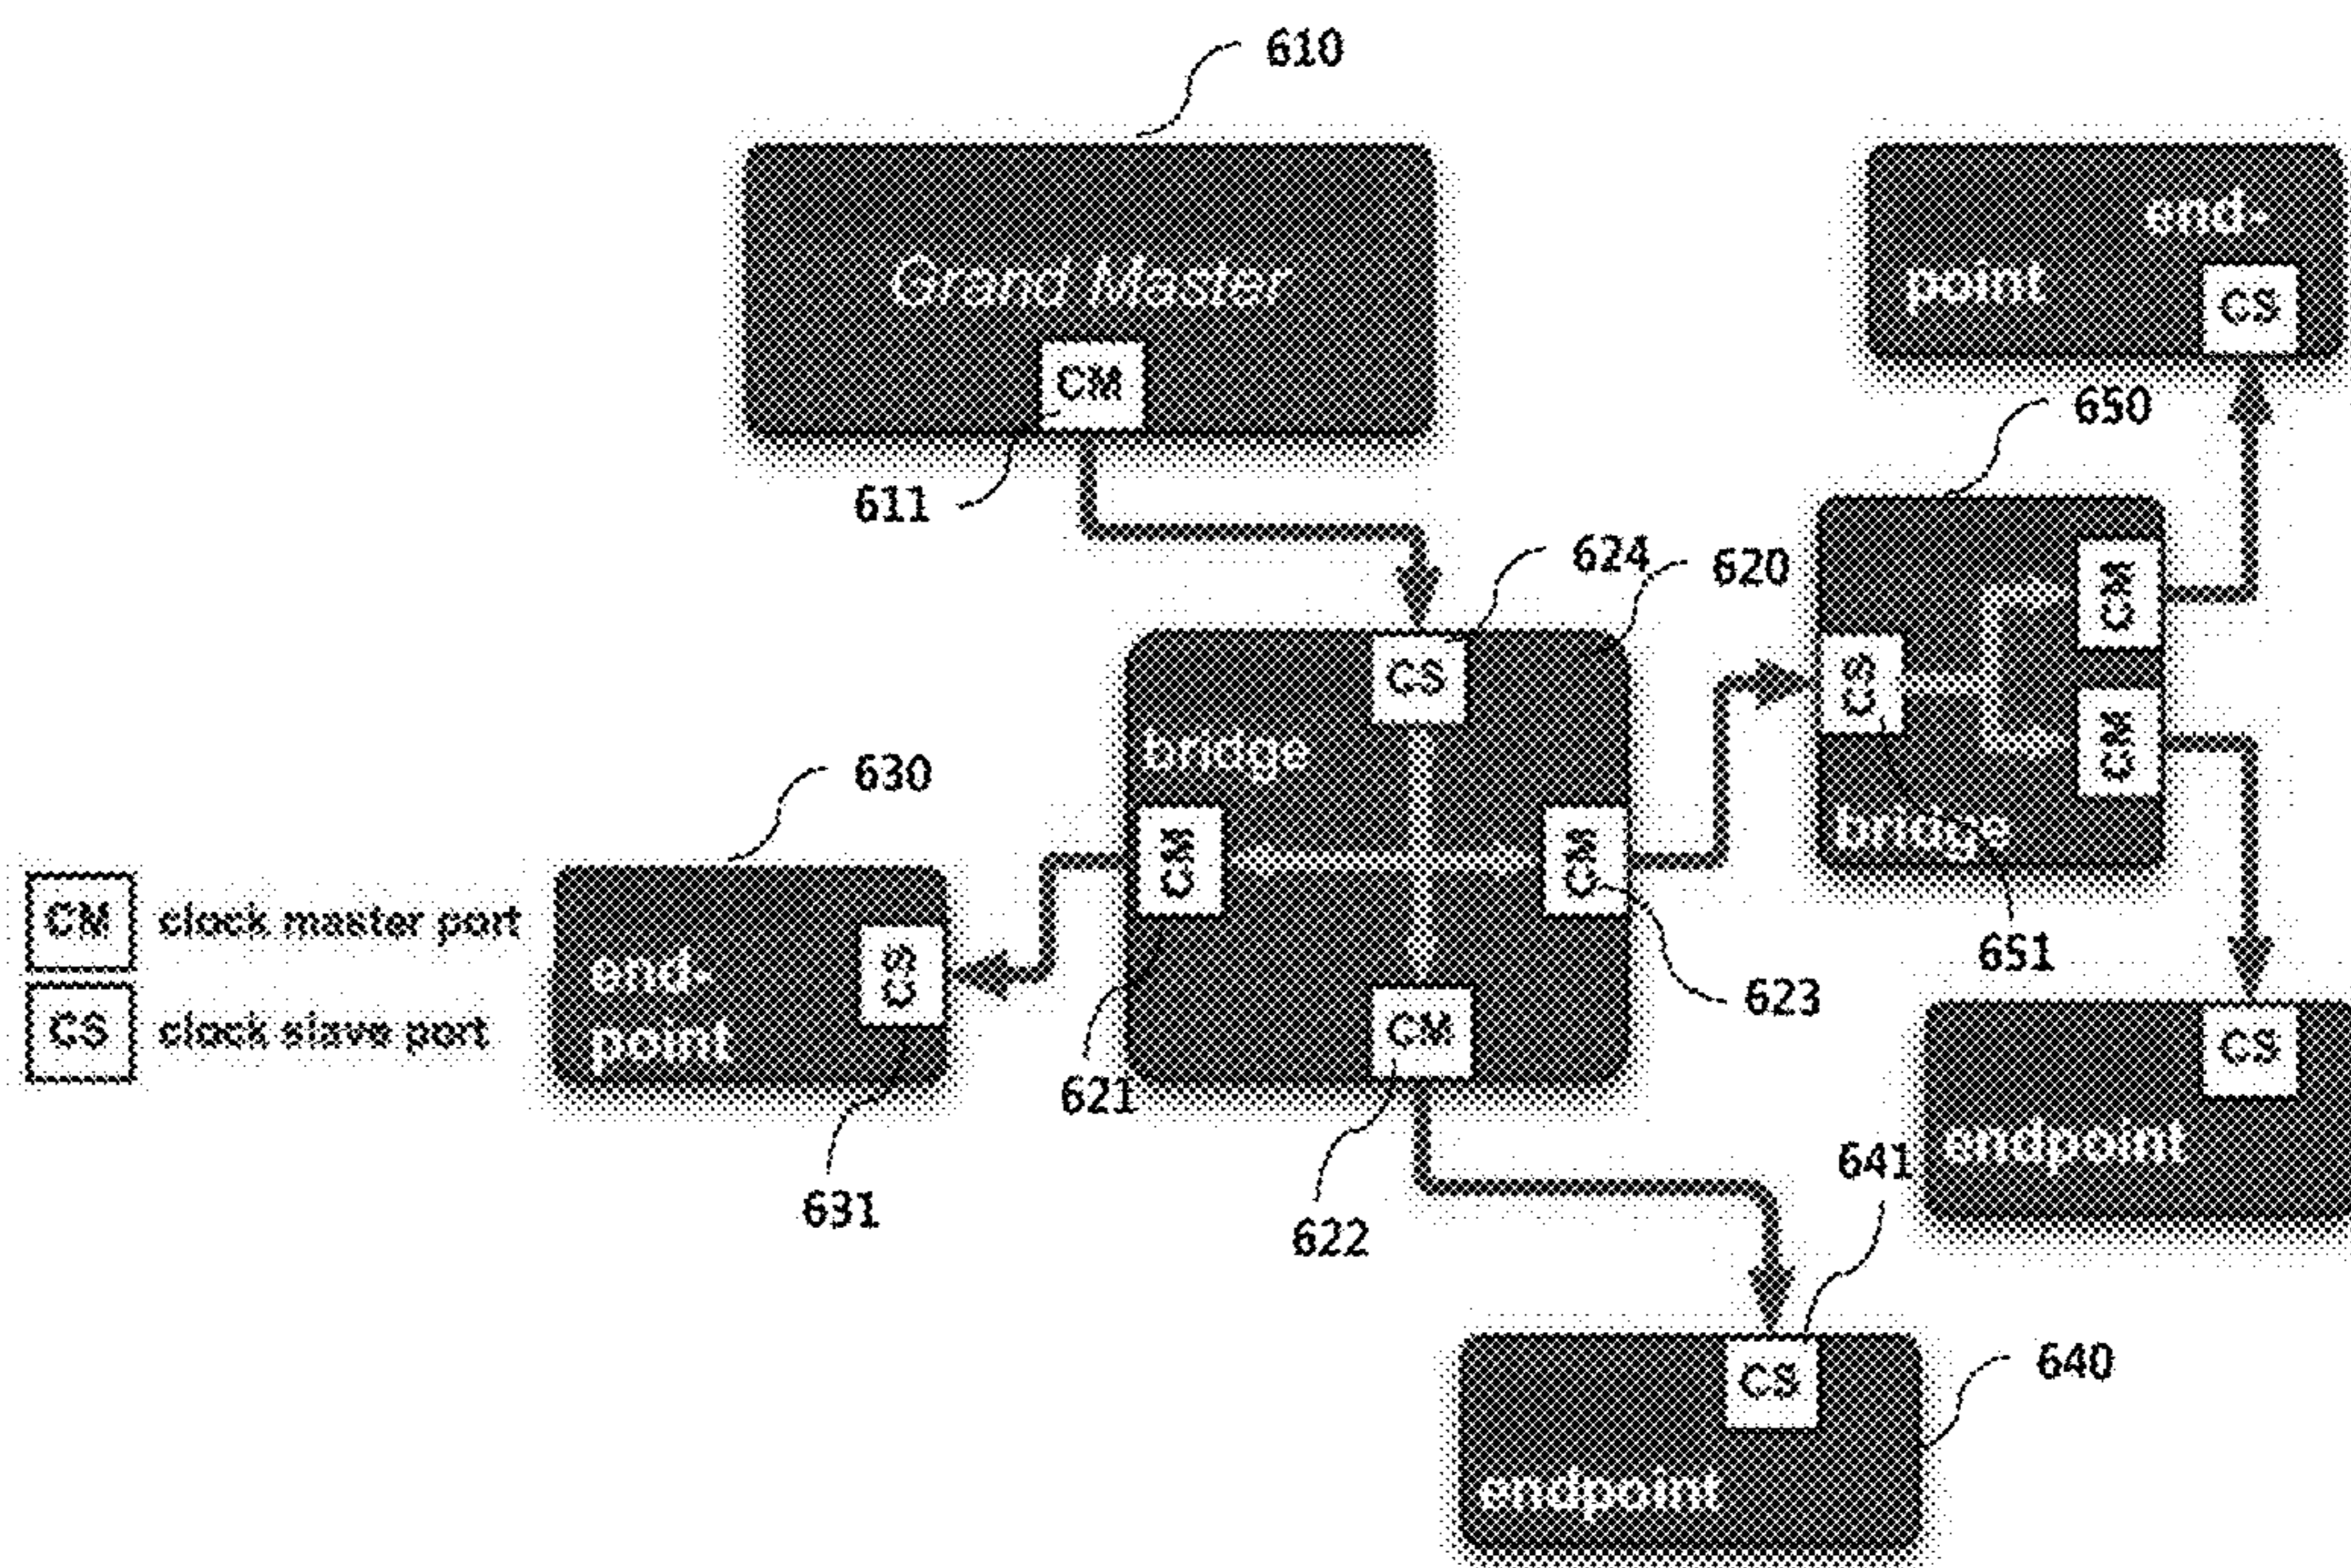 610
Grand Master
CM
611
end-
point
CS
650
CM
CS
CM
bridge
651
624
620
CS
bridge
CM
CM
CM
621
622
623
630
end-
point
CS
631
CM clock master port
CS clock slave port
CS
endpoint
641
CS
endpoint
640